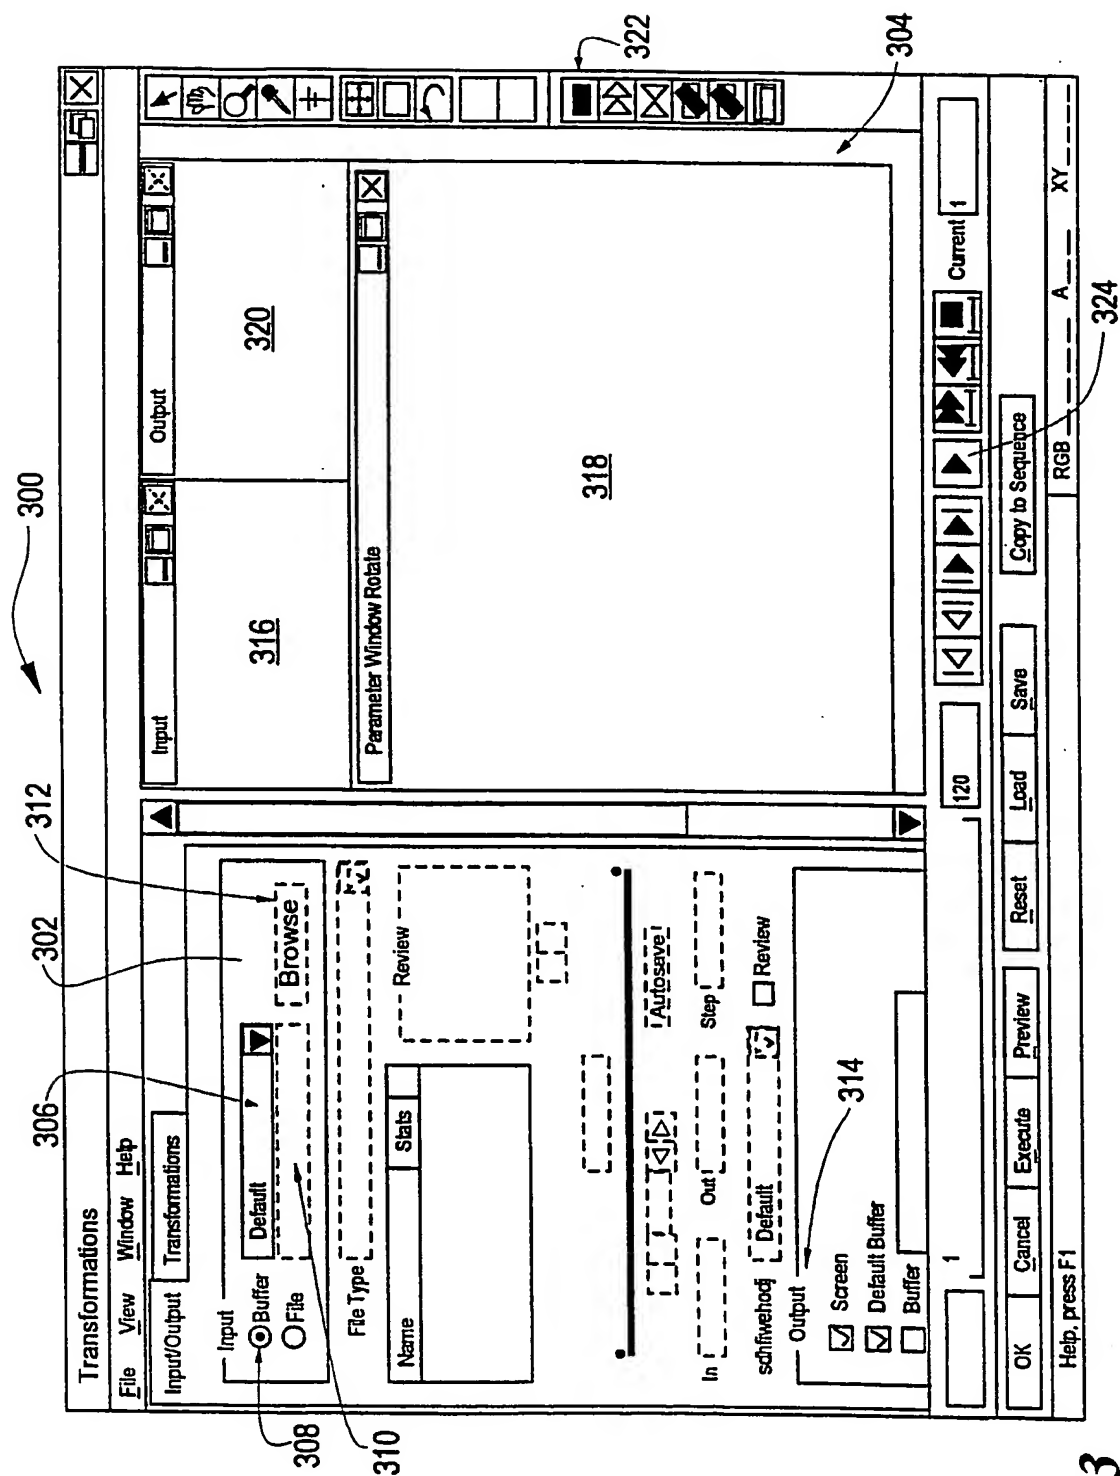 300
Transformations
File View Window Help
Input/Output Transformations
302
312
306
Input
308
Buffer
Default
File
Browse
310
File Type
Name Stats
Review
Autosave
In
Out
Step
sdhfiwehodj
Default
Review
Output
314
Screen
Default Buffer
Buffer
Input
316
Output
320
Parameter Window Rotate
318
322
304
1
120
Current 1
324
OK Cancel Execute Preview Reset Load Save Copy to Sequence
Help, press F1
RGB A XY
3